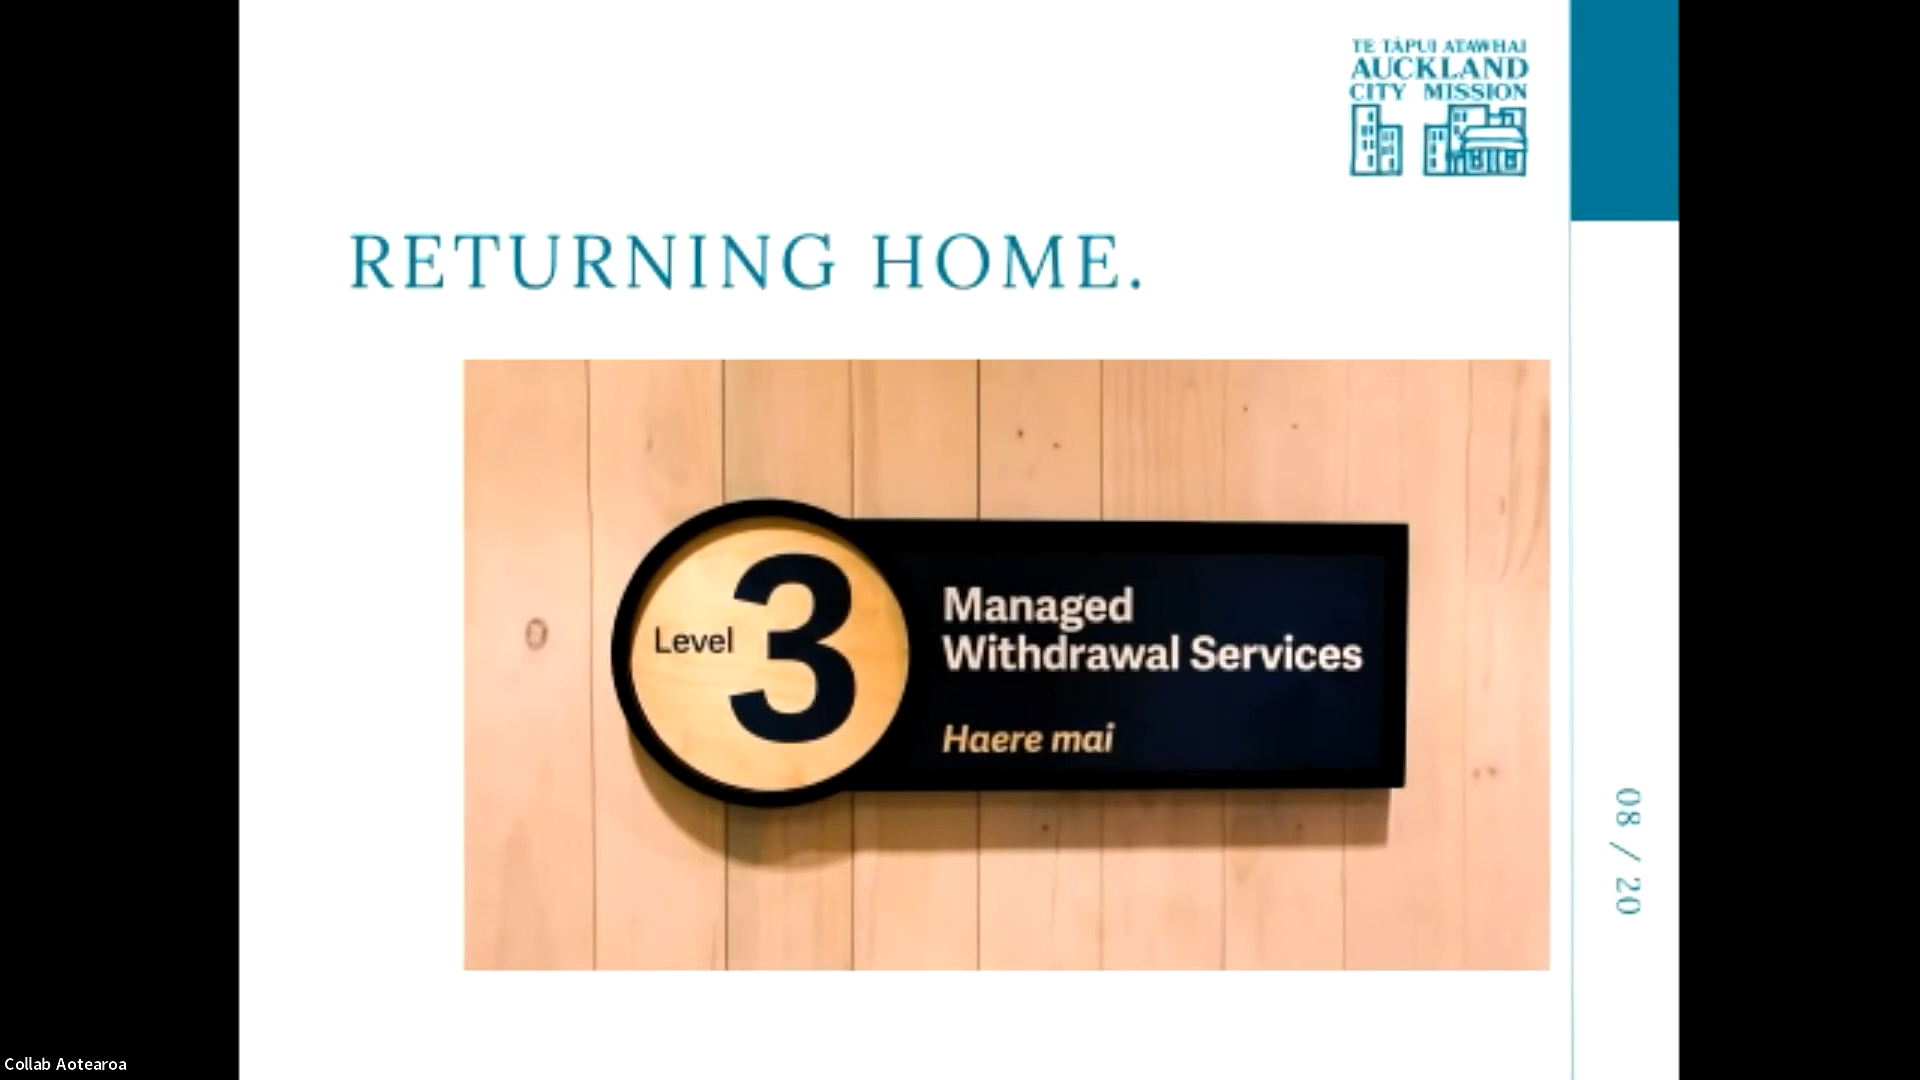 TE TĀPUI ATAWHAI
AUCKLAND
CITY MISSION
RETURNING HOME.
Level 3
Managed
Withdrawal Services
Haere mai
08 / 20
Collab Aotearoa